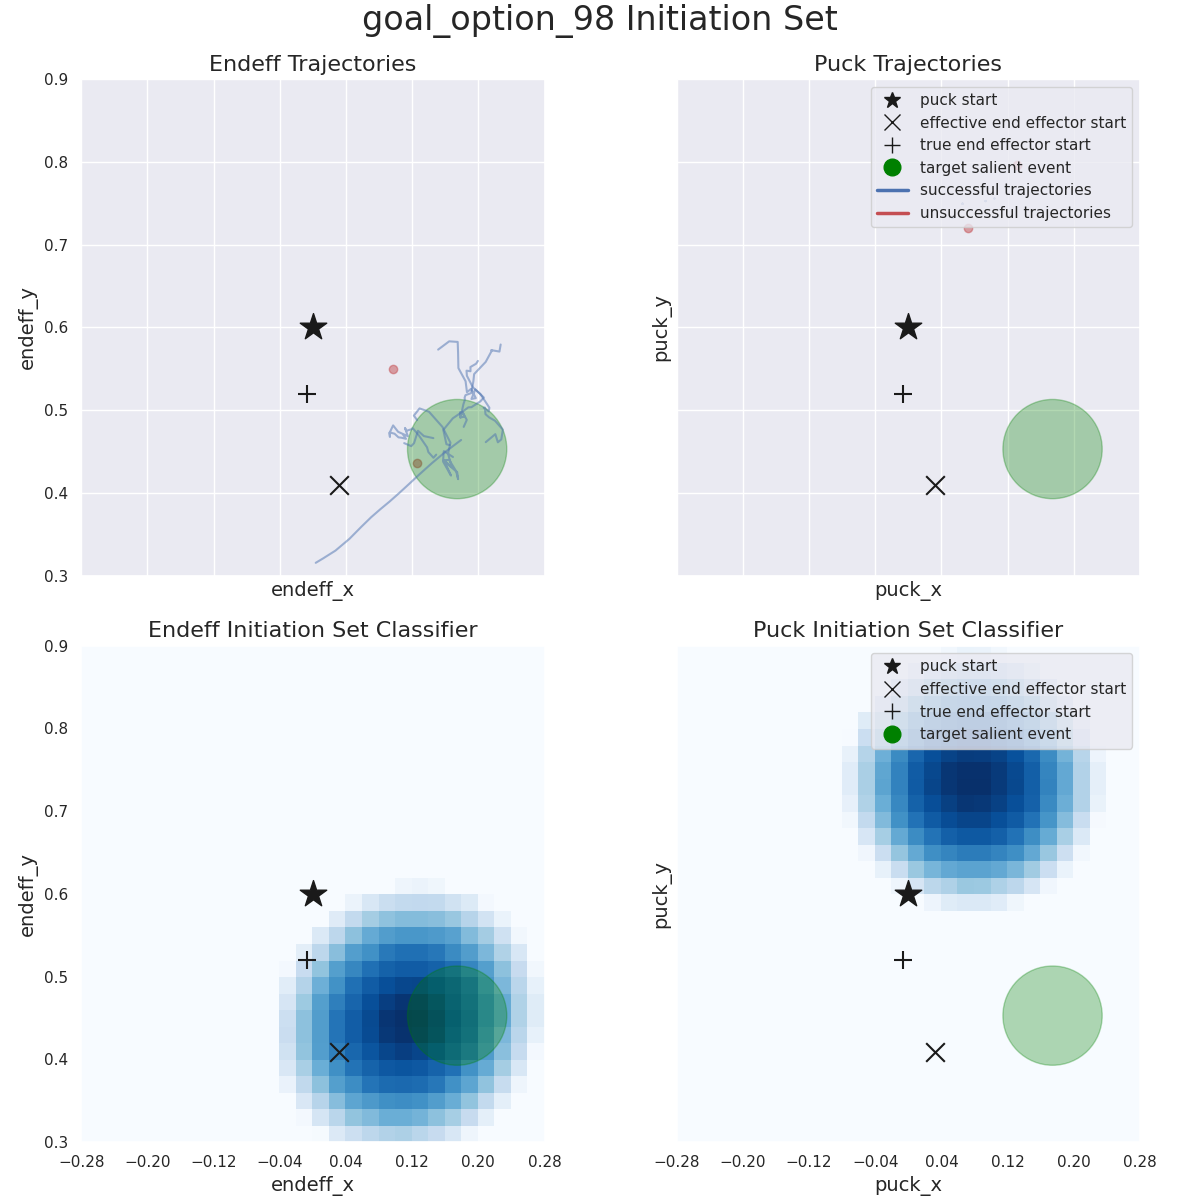 goal_option_98 Initiation Set
Endeff Trajectories
0.9
0.8
0.7
0.6
0.5
0.4
0.3
endeff_y
endeff_x
Puck Trajectories
puck start
effective end effector start
true end effector start
target salient event
successful trajectories
unsuccessful trajectories
puck_y
puck_x
Endeff Initiation Set Classifier
0.9
0.8
0.7
0.6
0.5
0.4
0.3
endeff_y
−0.28 −0.20 −0.12 −0.04 0.04 0.12 0.20 0.28
endeff_x
Puck Initiation Set Classifier
puck start
effective end effector start
true end effector start
target salient event
puck_y
−0.28 −0.20 −0.12 −0.04 0.04 0.12 0.20 0.28
puck_x